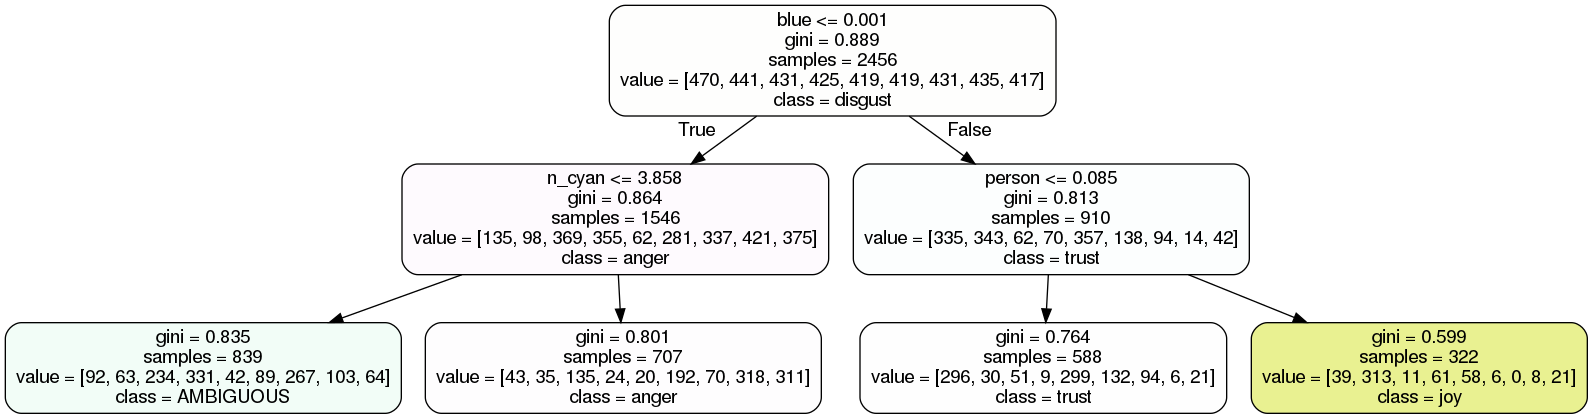 blue <= 0.001
gini = 0.889
samples = 2456
value = [470, 441, 431, 425, 419, 419, 431, 435, 417]
class = disgust
True
False
n_cyan <= 3.858
gini = 0.864
samples = 1546
value = [135, 98, 369, 355, 62, 281, 337, 421, 375]
class = anger
person <= 0.085
gini = 0.813
samples = 910
value = [335, 343, 62, 70, 357, 138, 94, 14, 42]
class = trust
gini = 0.835
samples = 839
value = [92, 63, 234, 331, 42, 89, 267, 103, 64]
class = AMBIGUOUS
gini = 0.801
samples = 707
value = [43, 35, 135, 24, 20, 192, 70, 318, 311]
class = anger
gini = 0.764
samples = 588
value = [296, 30, 51, 9, 299, 132, 94, 6, 21]
class = trust
gini = 0.599
samples = 322
value = [39, 313, 11, 61, 58, 6, 0, 8, 21]
class = joy